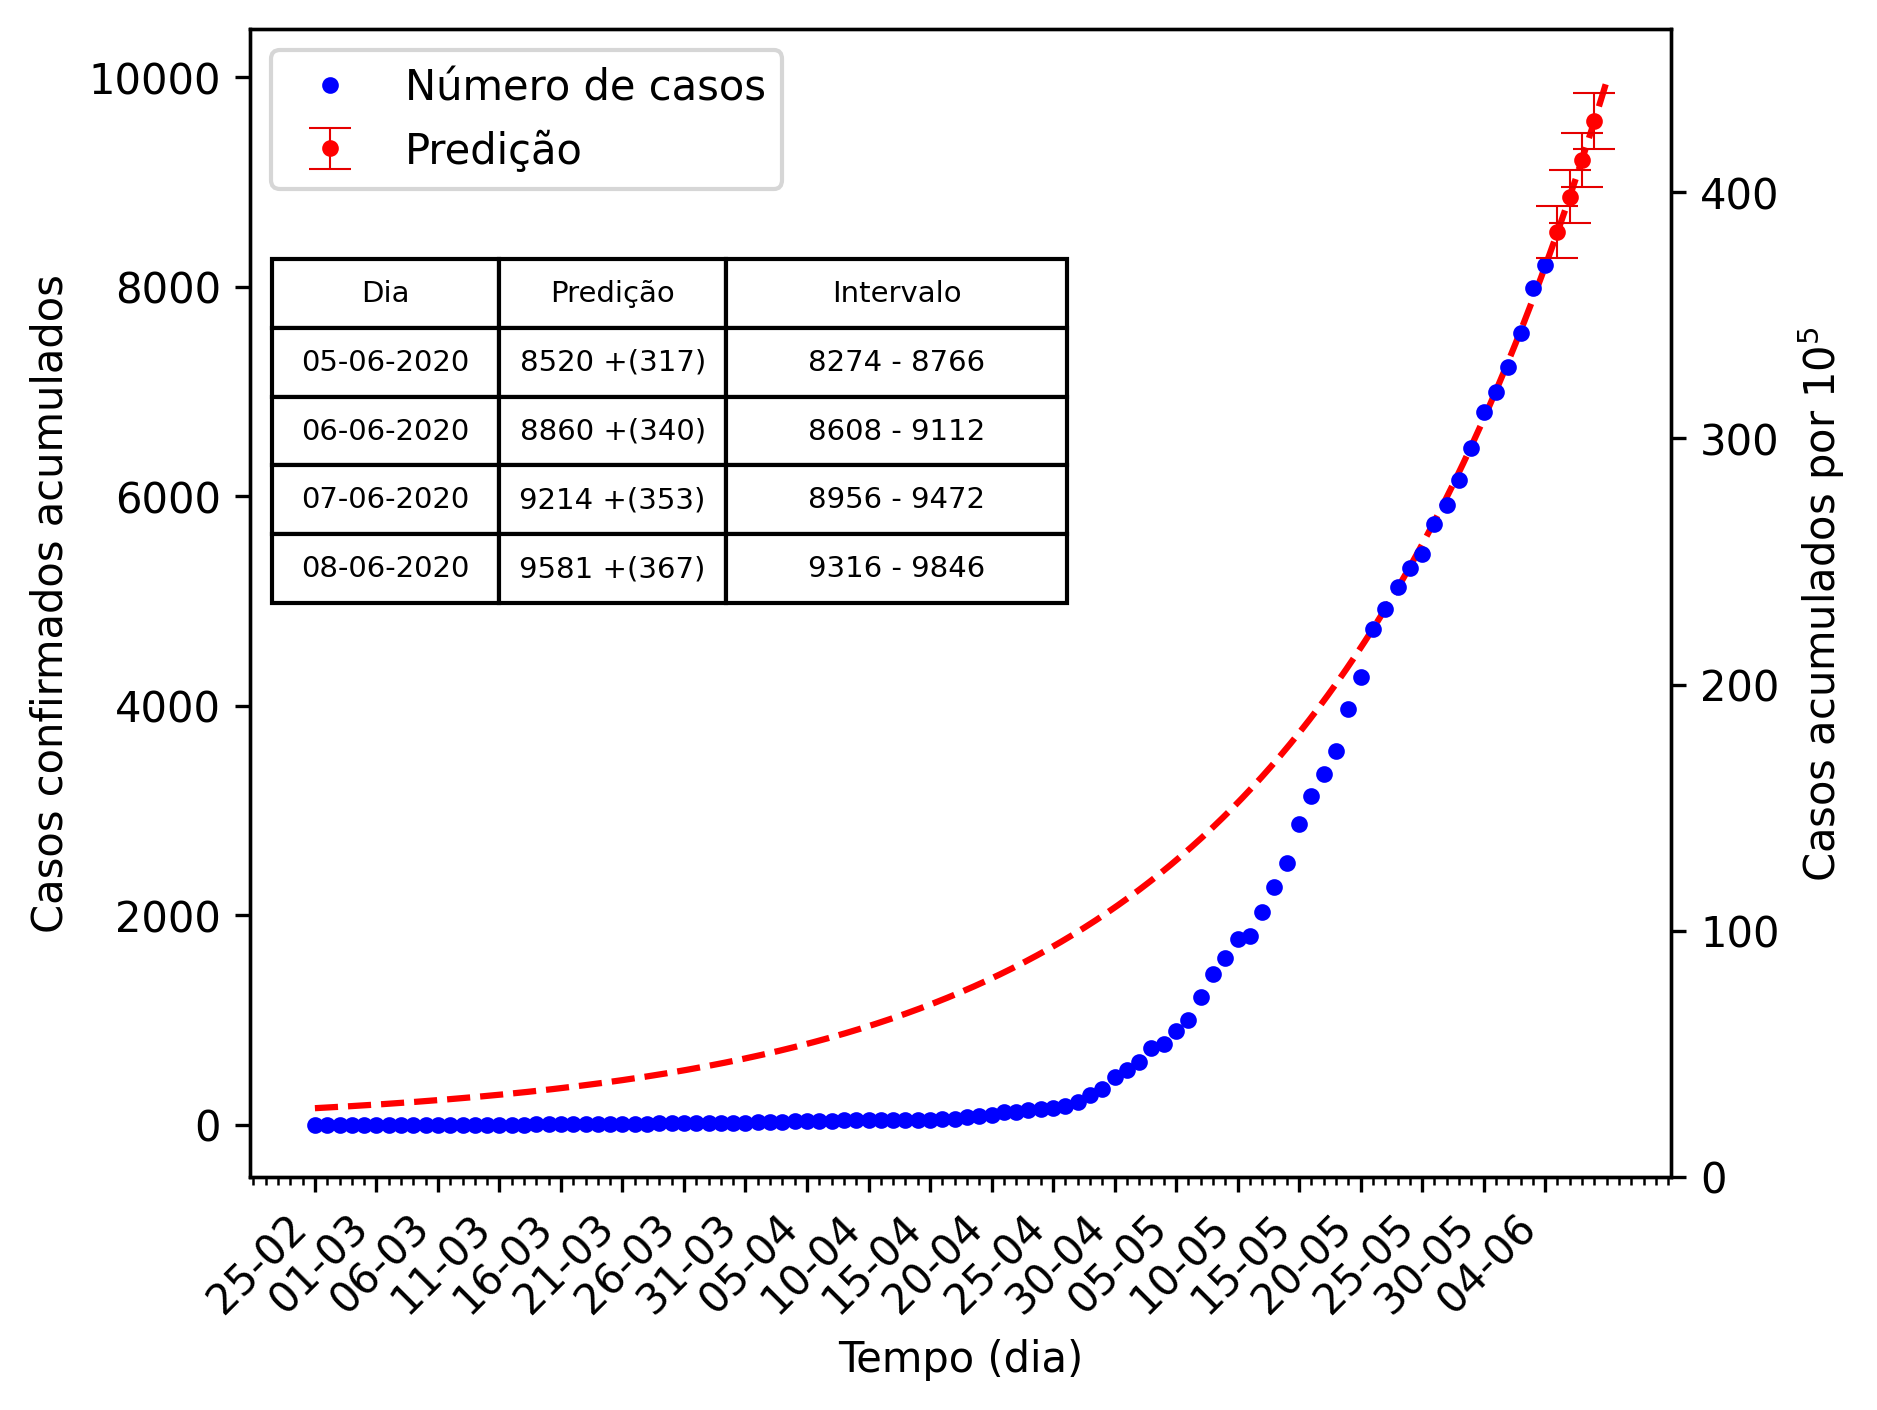 Número de casos
Predição
Dia Predição Intervalo
05-06-2020 8520 +(317) 8274 - 8766
06-06-2020 8860 +(340) 8608 - 9112
07-06-2020 9214 +(353) 8956 - 9472
08-06-2020 9581 +(367) 9316 - 9846
Casos confirmados acumulados
10000
8000
6000
4000
2000
0
Casos acumulados por 10⁵
400
300
200
100
0
25-02 01-03 06-03 11-03 16-03 21-03 26-03 31-03 05-04 10-04 15-04 20-04 25-04 30-04 05-05 10-05 15-05 20-05 25-05 30-05 04-06
Tempo (dia)